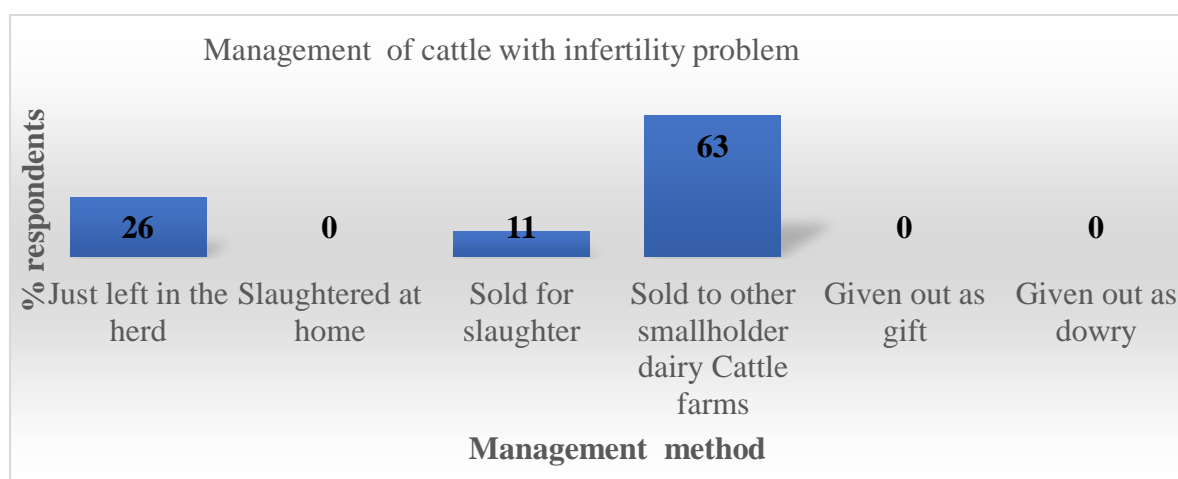 Management of cattle with infertility problem
% respondents
26
0
11
63
0
0
Just left in the
herd
Slaughtered at
home
Sold for
slaughter
Sold to other
smallholder
dairy Cattle
farms
Given out as
gift
Given out as
dowry
Management method